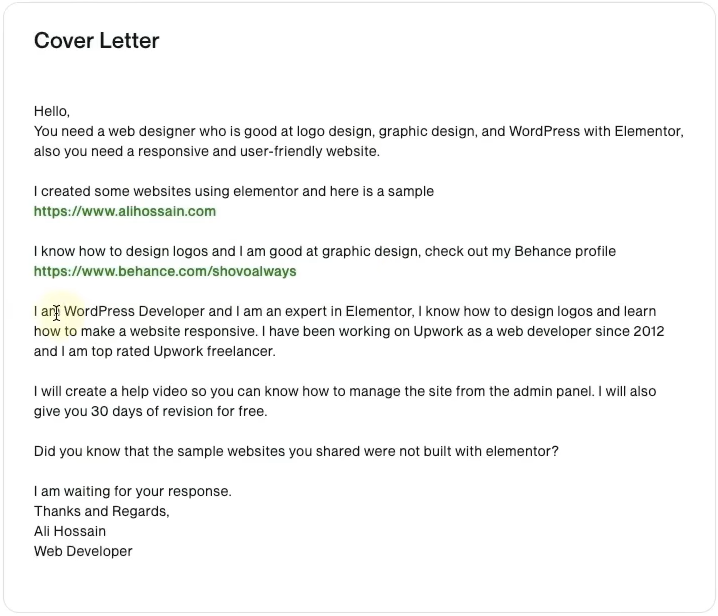 Cover Letter
Hello,
You need a web designer who is good at logo design, graphic design, and WordPress with Elementor,
also you need a responsive and user-friendly website.
I created some websites using elementor and here is a sample
https://www.alihossain.com
I know how to design logos and I am good at graphic design, check out my Behance profile
https://www.behance.com/shovoalways
I am WordPress Developer and I am an expert in Elementor, I know how to design logos and learn
how to make a website responsive. I have been working on Upwork as a web developer since 2012
and I am top rated Upwork freelancer.
I will create a help video so you can know how to manage the site from the admin panel. I will also
give you 30 days of revision for free.
Did you know that the sample websites you shared were not built with elementor?
I am waiting for your response.
Thanks and Regards,
Ali Hossain
Web Developer